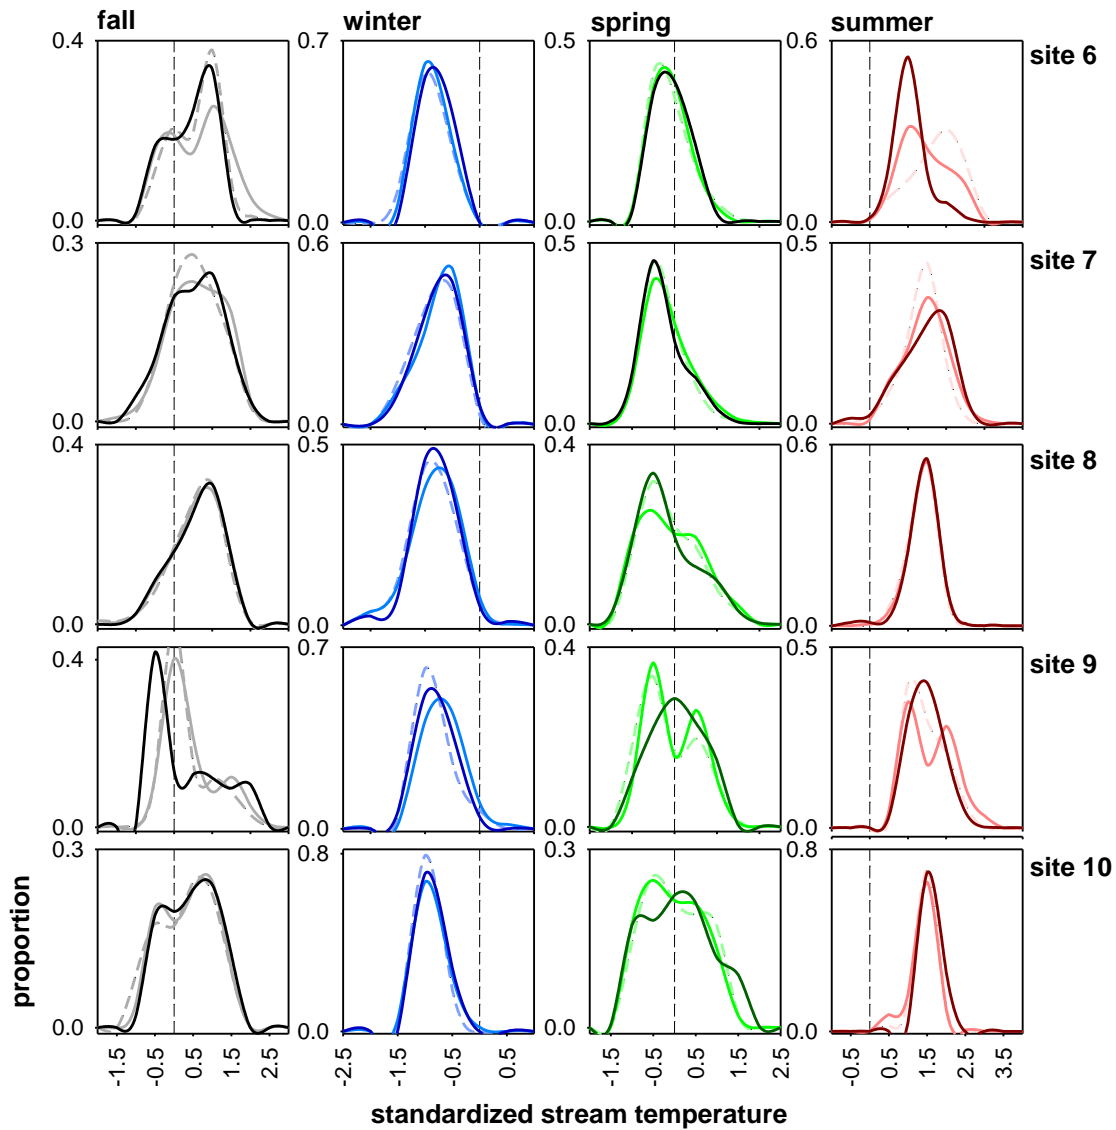 fall winter spring summer
0.4 0.7 0.5 0.6 site 6
0.0 0.0 0.0 0.0
0.3 0.6 0.5 0.5 site 7
0.0 0.0 0.0 0.0
0.4 0.5 0.4 0.6 site 8
0.0 0.0 0.0 0.0
0.4 0.7 0.4 0.5 site 9
0.0 0.0 0.0 0.0
0.3 0.8 0.3 0.8 site 10
proportion
0.0 0.0 0.0 0.0
-1.5 -0.5 0.5 1.5 2.5 -2.5 -1.5 -0.5 0.5 -1.5 -0.5 0.5 1.5 2.5 -0.5 0.5 1.5 2.5 3.5
standardized stream temperature